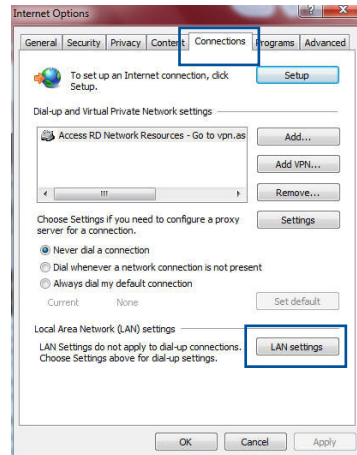 Internet Options
General Security Privacy Content Connections Programs Advanced
To set up an Internet connection, click
Setup.
Setup
Dial-up and Virtual Private Network settings
Access RD Network Resources - Go to vpn.as
Add...
Add VPN...
Remove...
Choose Settings if you need to configure a proxy
server for a connection.
Settings
Never dial a connection
Dial whenever a network connection is not present
Always dial my default connection
Current None
Set default
Local Area Network (LAN) settings
LAN Settings do not apply to dial-up connections.
Choose Settings above for dial-up settings.
LAN settings
OK Cancel Apply